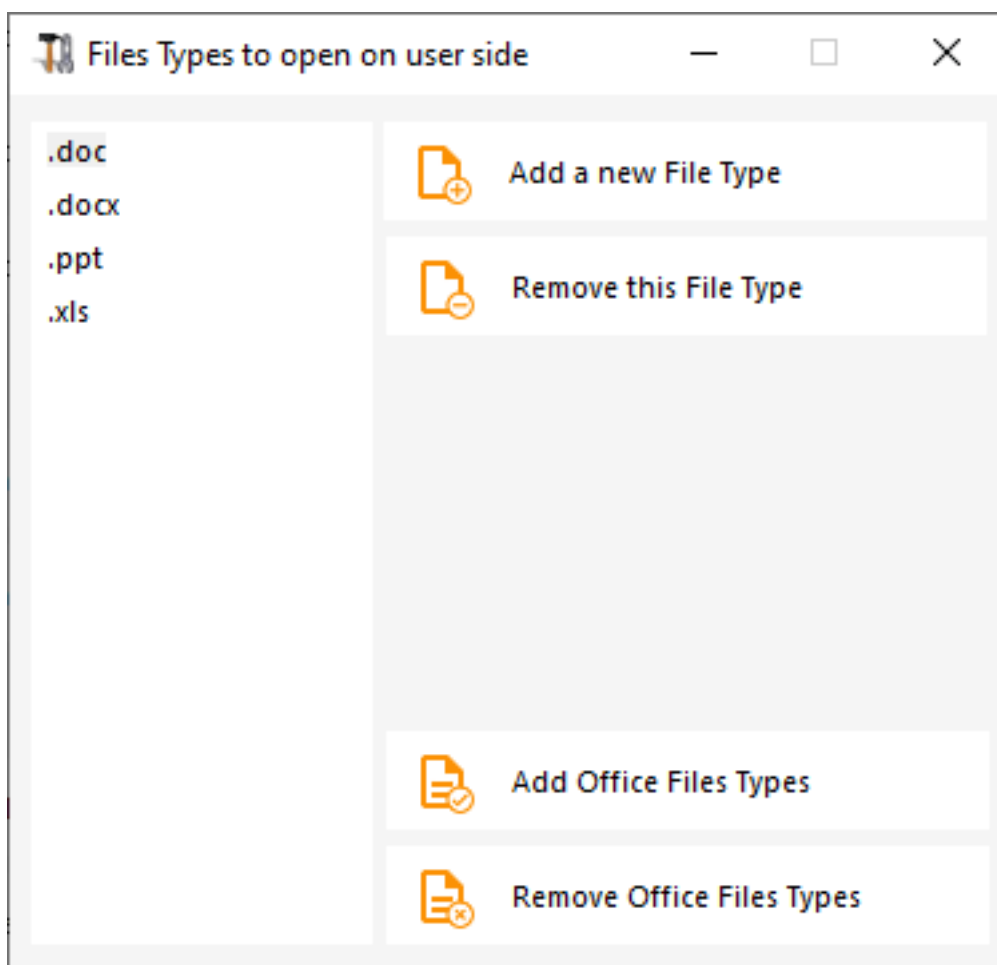 Files Types to open on user side
.doc
.docx
.ppt
.xls
Add a new File Type
Remove this File Type
Add Office Files Types
Remove Office Files Types